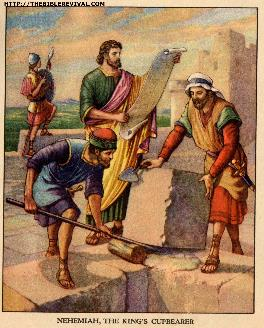 HTTP://THEBIBLEREVIVAL.COM
NEHEMIAH, THE KING'S CUPBEARER